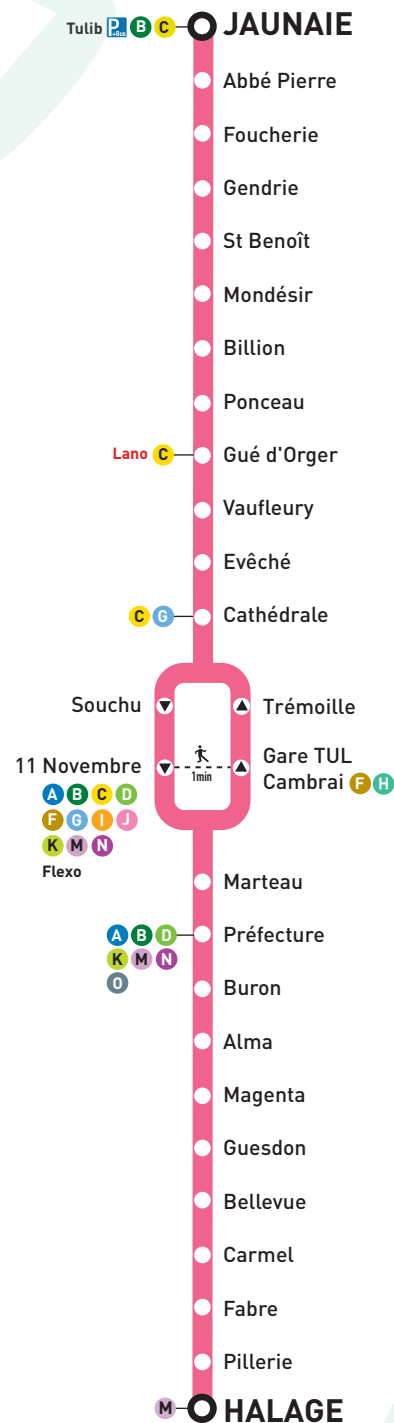 Tulib P +Bus B C JAUNAIE
Abbé Pierre
Foucherie
Gendrie
St Benoît
Mondésir
Billion
Ponceau
Lano C Gué d'Orger
Vaufleury
Evêché
C G Cathédrale
Souchu
Trémoille
11 Novembre
A B C D
F G I J
K M N
Flexo
1min
Gare TUL
Cambrai F H
Marteau
A B D Préfecture
K M N
O
Buron
Alma
Magenta
Guesdon
Bellevue
Carmel
Fabre
Pillerie
M HALAGE